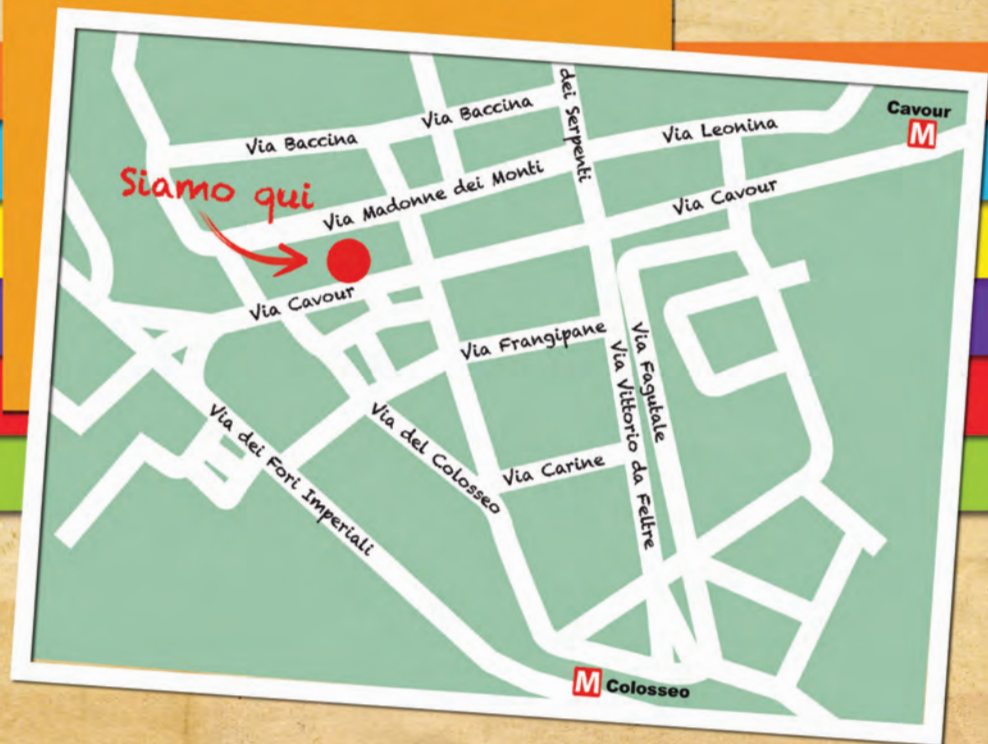 Cavour
M
dei Serpenti
Via Baccina
Via Baccina
Via Leonina
Siamo qui
Via Madonne dei Monti
Via Cavour
Via Cavour
Via Frangipane
Via Fagutale
Via Vittorio da Feltre
Via del Colosseo
Via Carine
Via dei Fori Imperiali
M Colosseo